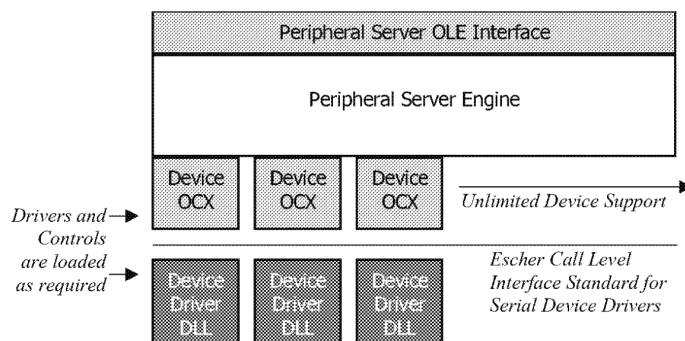 Peripheral Server OLE Interface
Peripheral Server Engine
Device
OCX
Device
OCX
Device
OCX
Unlimited Device Support
Drivers and
Controls
are loaded
as required
Device
Driver
DLL
Device
Driver
DLL
Device
Driver
DLL
Escher Call Level
Interface Standard for
Serial Device Drivers